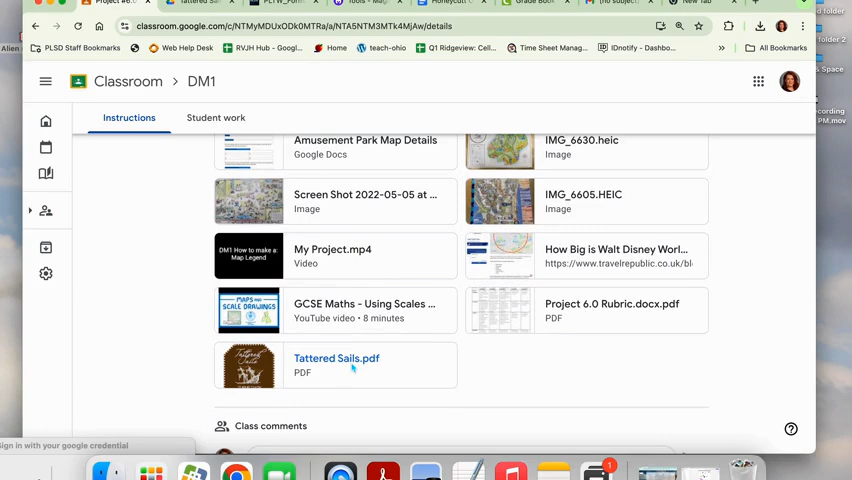 Project #6.0
Tattered Sails
PLTW_Form
Tools - Mag
Honeycutt
Grade Book
(no subject
New Tab
classroom.google.com/c/NTMyMDUxODk0MTRa/a/NTA5NTM3MTk4MjAw/details
PLSD Staff Bookmarks
Web Help Desk
RVJH Hub - Googl...
Home
teach-ohio
Q1 Ridgeview: Cell...
Time Sheet Manag...
IDnotify - Dashbo...
»
All Bookmarks
folder
folder 2
& Space
ecording
PM.mov
Alien
Classroom > DM1
Instructions
Student work
Amusement Park Map Details
Google Docs
IMG_6630.heic
Image
Screen Shot 2022-05-05 at ...
Image
IMG_6605.HEIC
Image
DM1 How to make a:
Map Legend
My Project.mp4
Video
How Big is Walt Disney Worl...
https://www.travelrepublic.co.uk/bl
MAPS AND
SCALE DRAWINGS
GCSE Maths - Using Scales ...
YouTube video • 8 minutes
Project 6.0 Rubric.docx.pdf
PDF
Tattered
Sails
Tattered Sails.pdf
PDF
Class comments
Sign in with your google credential
1